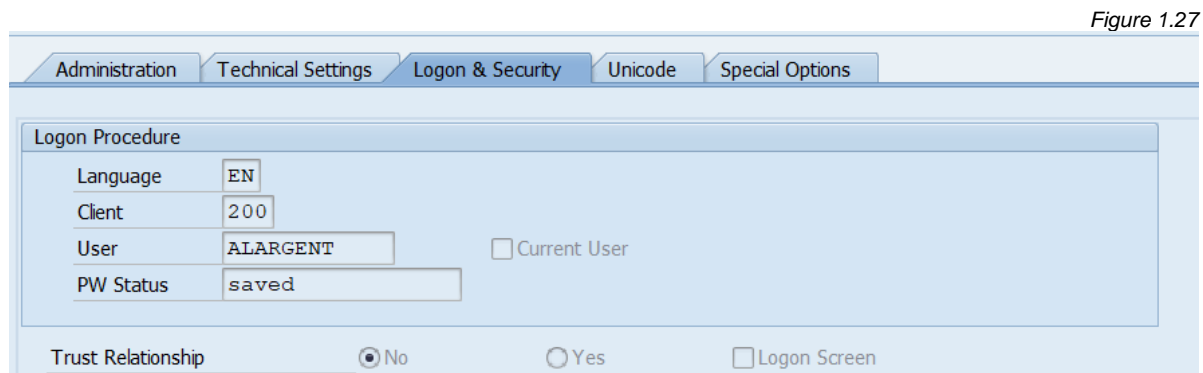 Figure 1.27
Administration Technical Settings Logon & Security Unicode Special Options
Logon Procedure
Language EN
Client 200
User ALARGENT Current User
PW Status saved
Trust Relationship No Yes Logon Screen